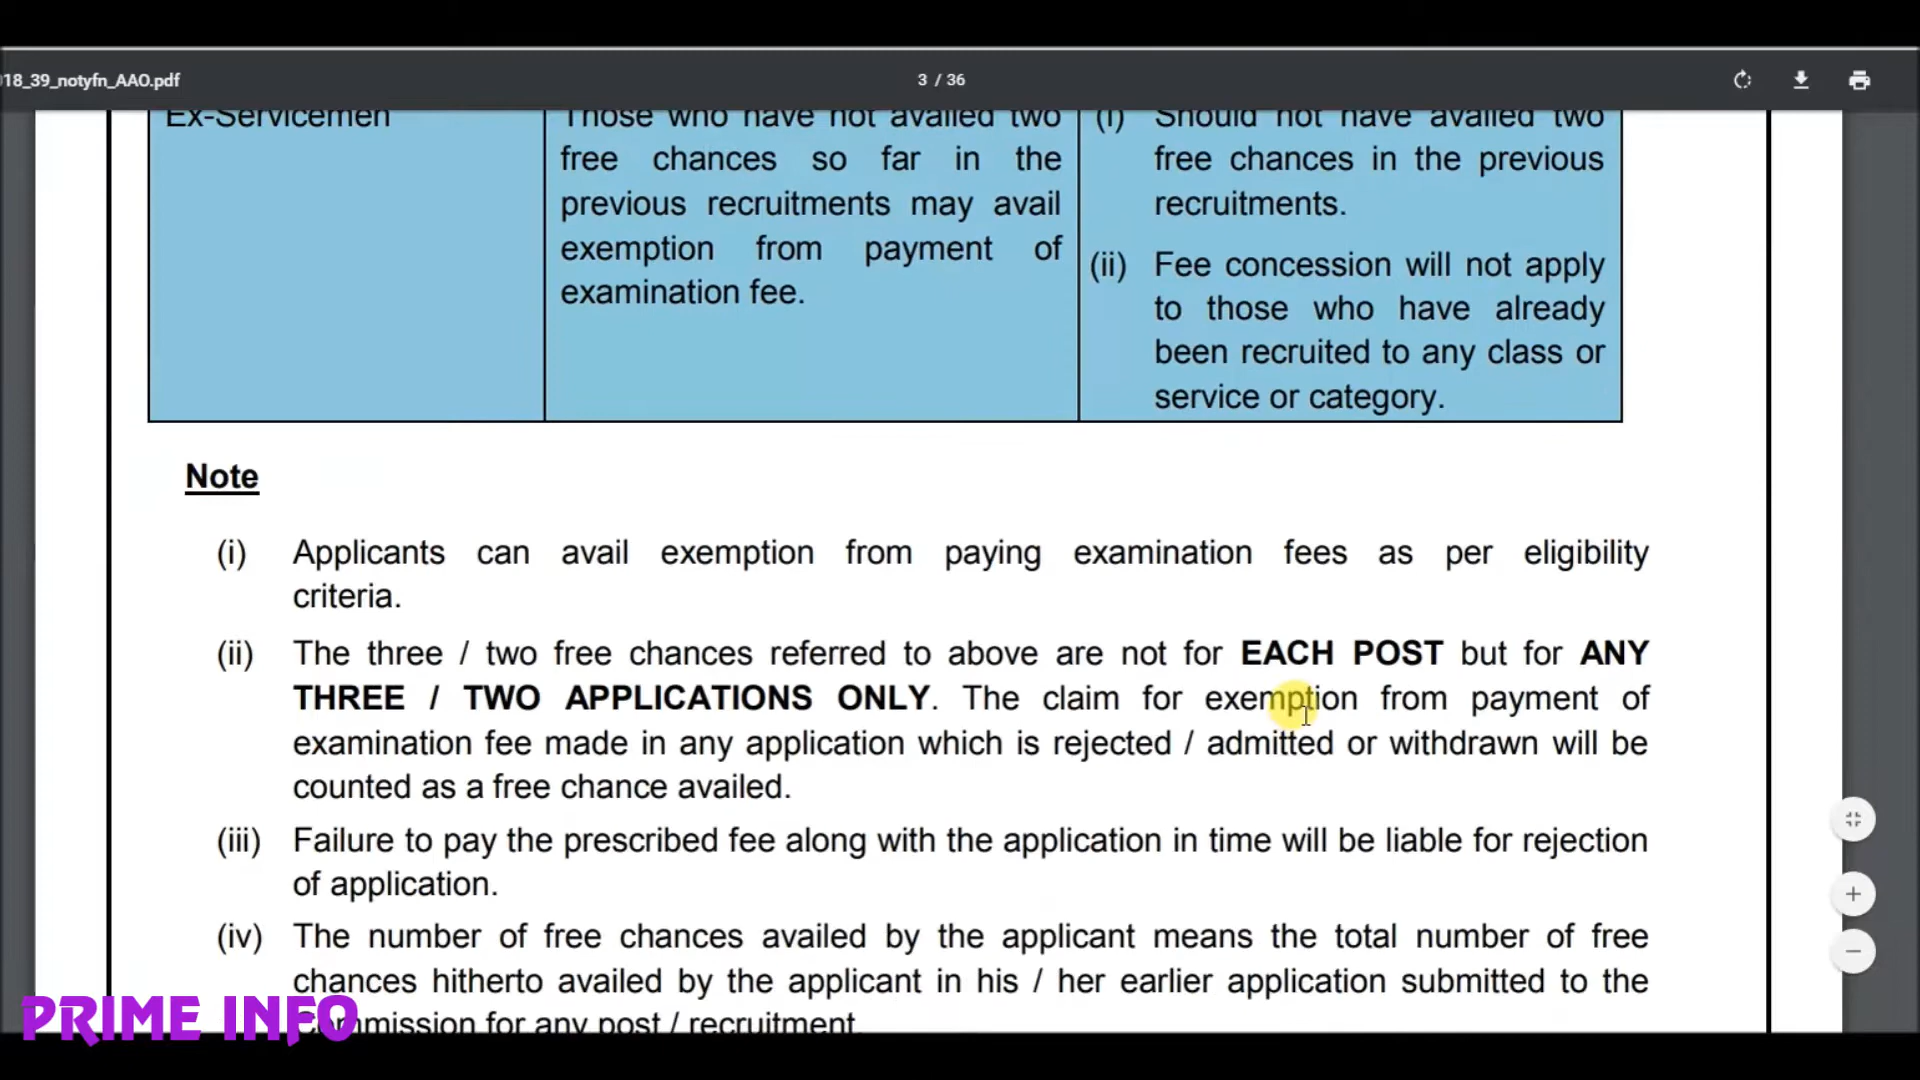 018_39_notyfn_AAO.pdf
3 / 36
Ex-Servicemen
Those who have not availed two
free chances so far in the
previous recruitments may avail
exemption from payment of
examination fee.
(i) Should not have availed two
free chances in the previous
recruitments.
(ii) Fee concession will not apply
to those who have already
been recruited to any class or
service or category.
Note
(i) Applicants can avail exemption from paying examination fees as per eligibility
criteria.
(ii) The three / two free chances referred to above are not for EACH POST but for ANY
THREE / TWO APPLICATIONS ONLY. The claim for exemption from payment of
examination fee made in any application which is rejected / admitted or withdrawn will be
counted as a free chance availed.
(iii) Failure to pay the prescribed fee along with the application in time will be liable for rejection
of application.
(iv) The number of free chances availed by the applicant means the total number of free
chances hitherto availed by the applicant in his / her earlier application submitted to the
Commission for any post / recruitment.
PRIME INFO